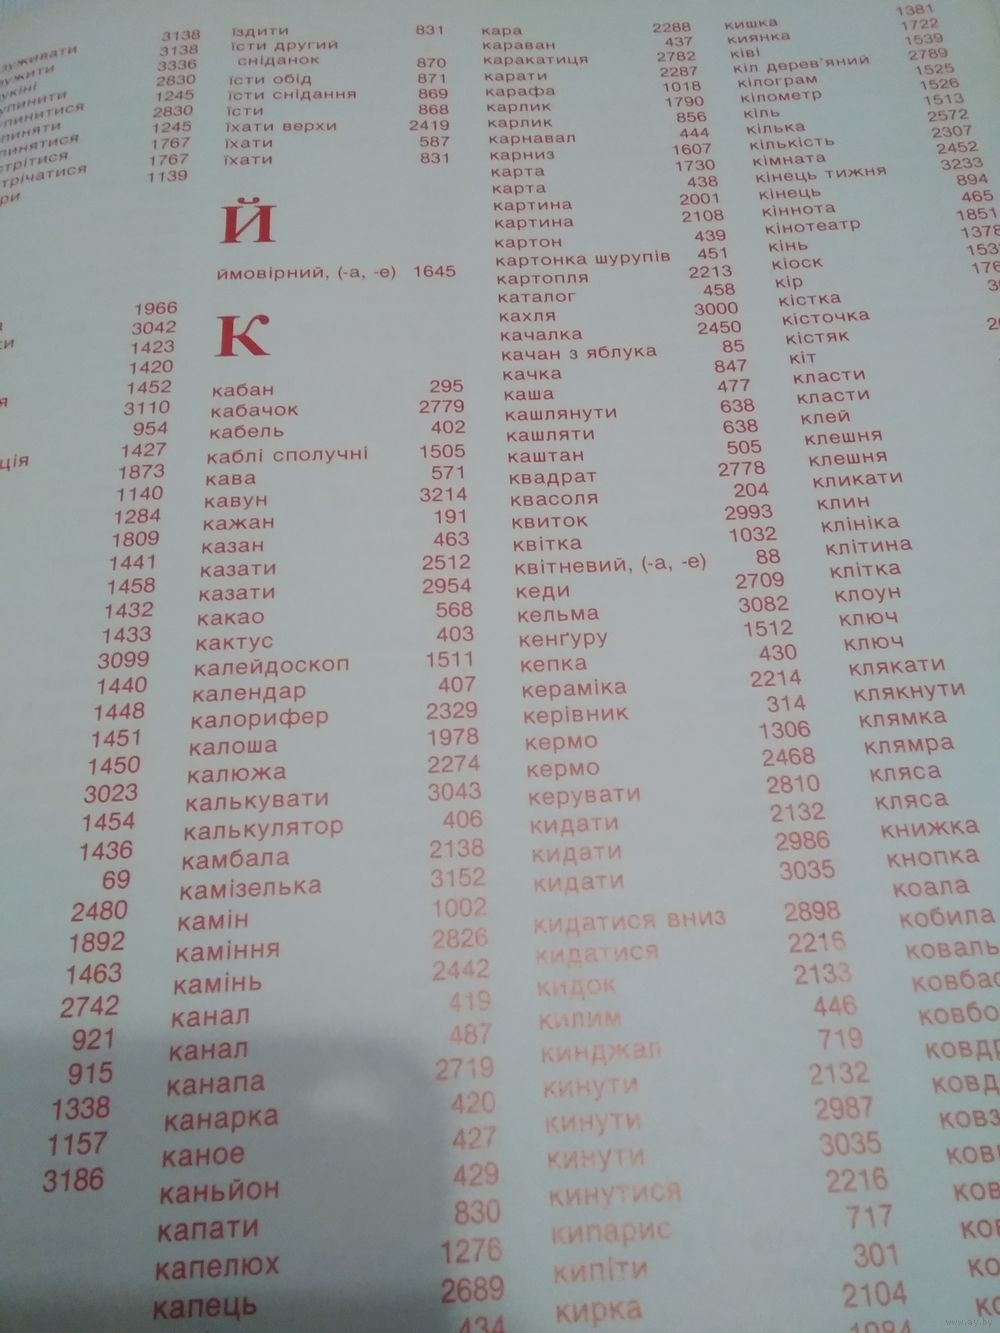 3138
3138
3336
2830
1245
2830
1245
1767
1767
1139
1966
3042
1423
1420
1452
3110
954
1427
1873
1140
1284
1809
1441
1458
1432
1433
3099
1440
1448
1451
1450
3023
1454
1436
69
2480
1892
1463
2742
921
915
1338
1157
3186
їздити 831
їсти другий
сніданок 870
їсти обід 871
їсти снідання 869
їсти 868
їхати верхи 2419
їхати 587
їхати 831
Й
ймовірний, (-а, -е) 1645
К
кабан 295
кабачок 2779
кабель 402
каблі сполучні 1505
кава 571
кавун 3214
кажан 191
казан 463
казати 2512
казати 2954
какао 568
кактус 403
калейдоскоп 1511
календар 407
калорифер 2329
калоша 1978
калюжа 2274
калькувати 3043
калькулятор 406
камбала 2138
камізелька 3152
камін 1002
каміння 2826
камінь 2442
канал 419
канал 487
канапа 2719
канарка 420
каное 427
каньйон 429
капати 830
капелюх 1276
капець 2689
434
кара 2288
караван 437
каракатиця 2782
карати 2287
карафа 1018
карлик 1790
карлик 856
карнавал 444
карниз 1607
карта 1730
карта 438
картина 2001
картина 2108
картон 439
картонка шурупів 451
картопля 2213
каталог 458
кахля 3000
качалка 2450
качан з яблука 85
качка 847
каша 477
кашлянути 638
кашляти 638
каштан 505
квадрат 2778
квасоля 204
квиток 2993
квітка 1032
квітневий, (-а, -е) 88
кеди 2709
кельма 3082
кенґуру 1512
кепка 430
кераміка 2214
керівник 314
кермо 1306
кермо 2468
керувати 2810
кидати 2132
кидати 2986
кидати 3035
кидатися вниз 2898
кидатися 2216
кидок 2133
килим 446
кинджал 719
кинути 2132
кинути 2987
кинути 3035
кинутися 2216
кипарис 717
кипіти 301
кирка 2104
кишка 1381
киянка 1722
ківі 1539
кіл дерев'яний 2789
кілограм 1525
кілометр 1526
кіль 1513
кілька 2572
кількість 2307
кімната 2452
кінець тижня 3233
кінець 894
кіннота 465
кінотеатр 1851
кінь 1378
кіоск
кір
кістка
кісточка
кістяк
кіт
класти
класти
клей
клешня
клешня
кликати
клин
клініка
клітина
клітка
клоун
ключ
ключ
клякати
клякнути
клямка
клямра
кляса
кляса
книжка
кнопка
коала
кобила
www.ay.by